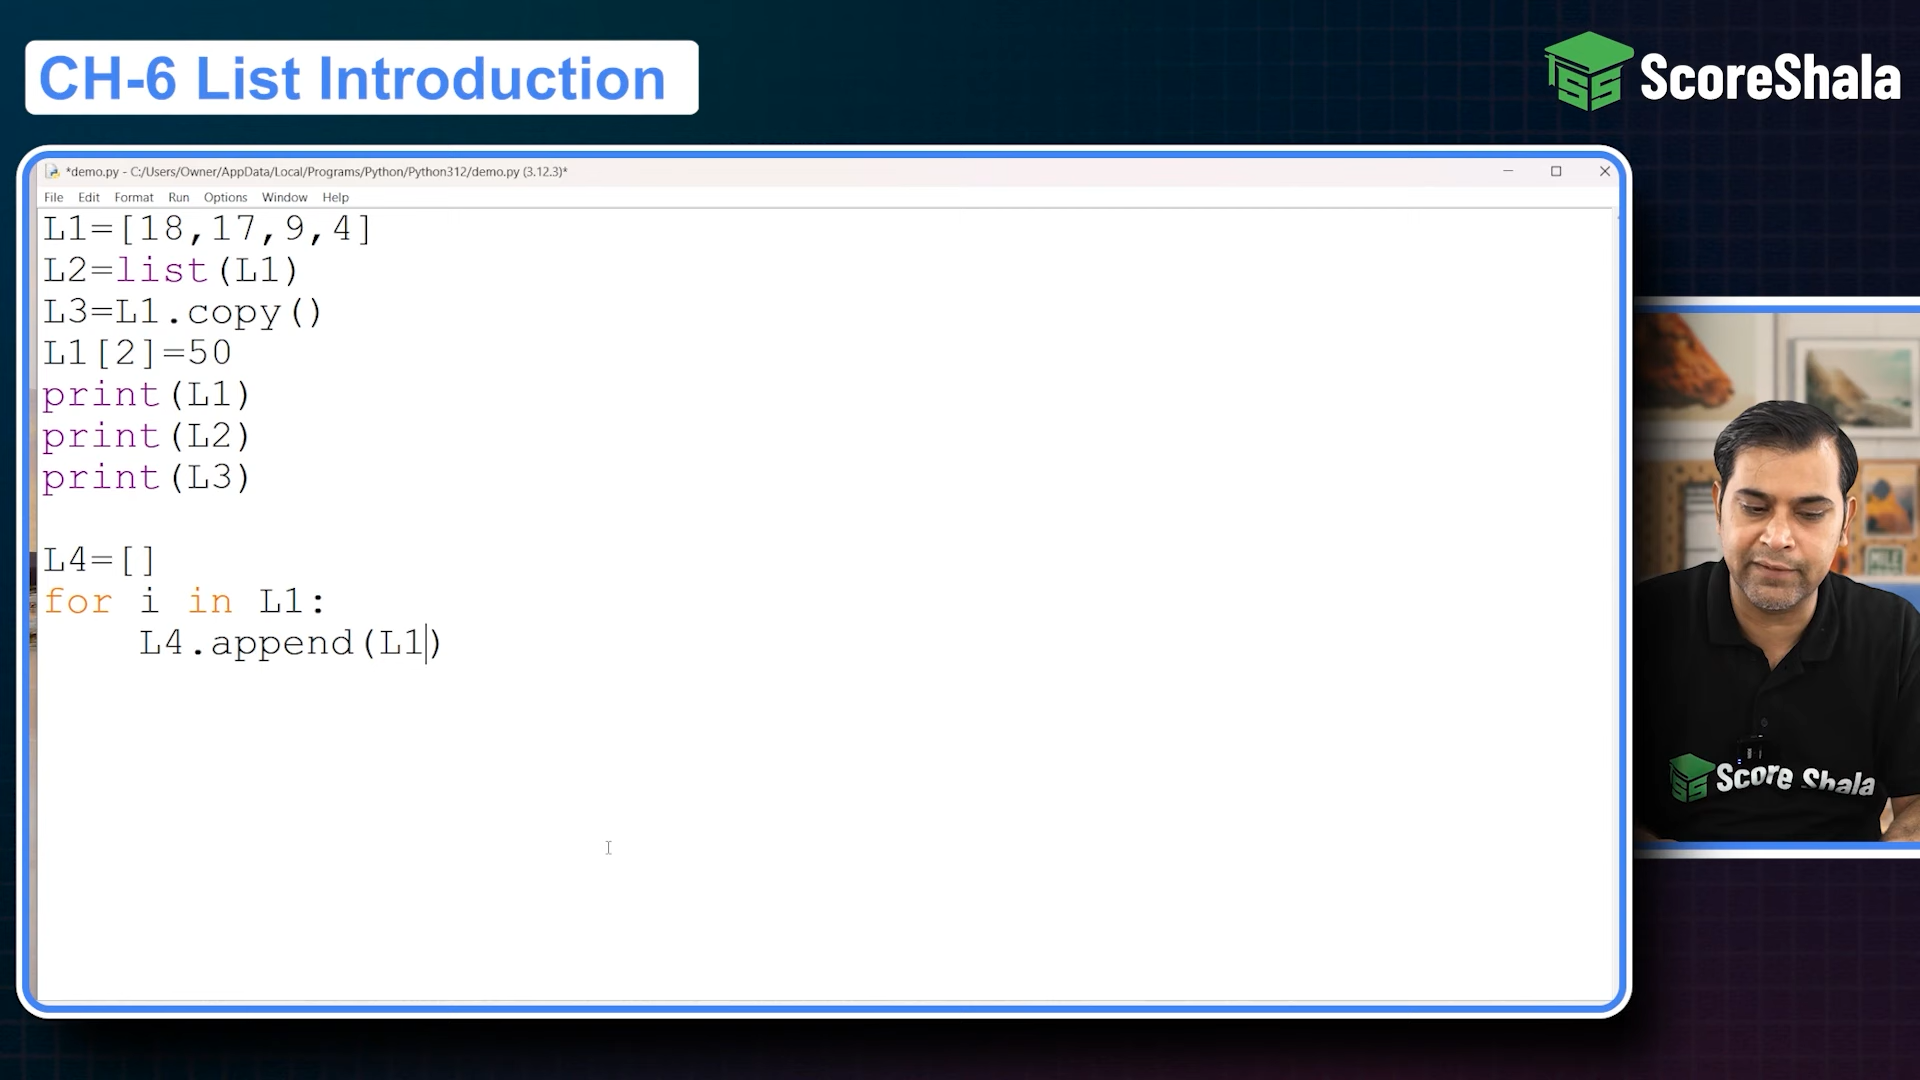 CH-6 List Introduction
SS ScoreShala
*demo.py - C:/Users/Owner/AppData/Local/Programs/Python/Python312/demo.py (3.12.3)*
File Edit Format Run Options Window Help
L1=[18,17,9,4]
L2=list(L1)
L3=L1.copy()
L1[2]=50
print(L1)
print(L2)
print(L3)
L4=[]
for i in L1:
    L4.append(L1)
SS Score Shala